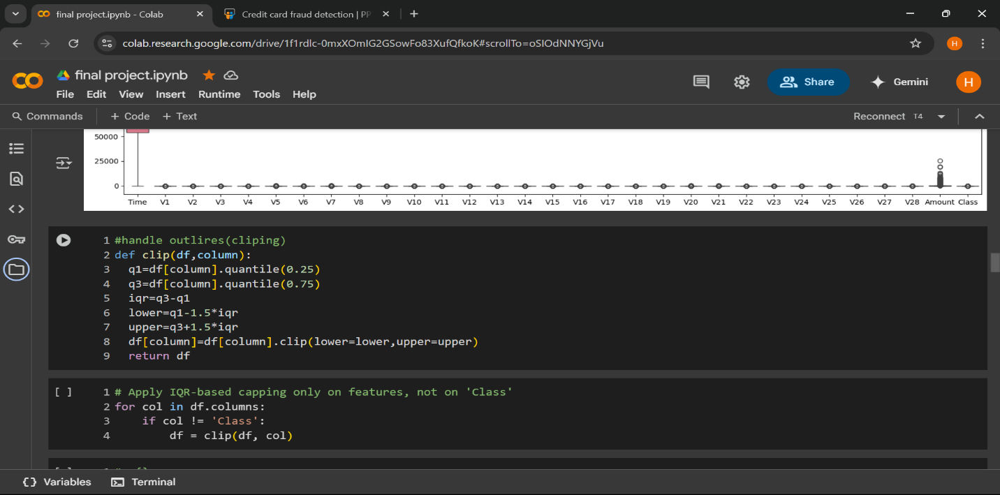 final project.ipynb - Colab
Credit card fraud detection | PP
colab.research.google.com/drive/1f1rdlc-0mxXOmIG2GSowFo83XufQfkoK#scrollTo=oSIOdNNYGjVu
H
final project.ipynb
File Edit View Insert Runtime Tools Help
Share
Gemini
H
Commands + Code + Text
Reconnect T4
50000
25000
0
Time V1 V2 V3 V4 V5 V6 V7 V8 V9 V10 V11 V12 V13 V14 V15 V16 V17 V18 V19 V20 V21 V22 V23 V24 V25 V26 V27 V28 Amount Class
1 #handle outlires(cliping)
2 def clip(df,column):
3   q1=df[column].quantile(0.25)
4   q3=df[column].quantile(0.75)
5   iqr=q3-q1
6   lower=q1-1.5*iqr
7   upper=q3+1.5*iqr
8   df[column]=df[column].clip(lower=lower,upper=upper)
9   return df
[ ] 1 # Apply IQR-based capping only on features, not on 'Class'
2 for col in df.columns:
3     if col != 'Class':
4         df = clip(df, col)
Variables Terminal